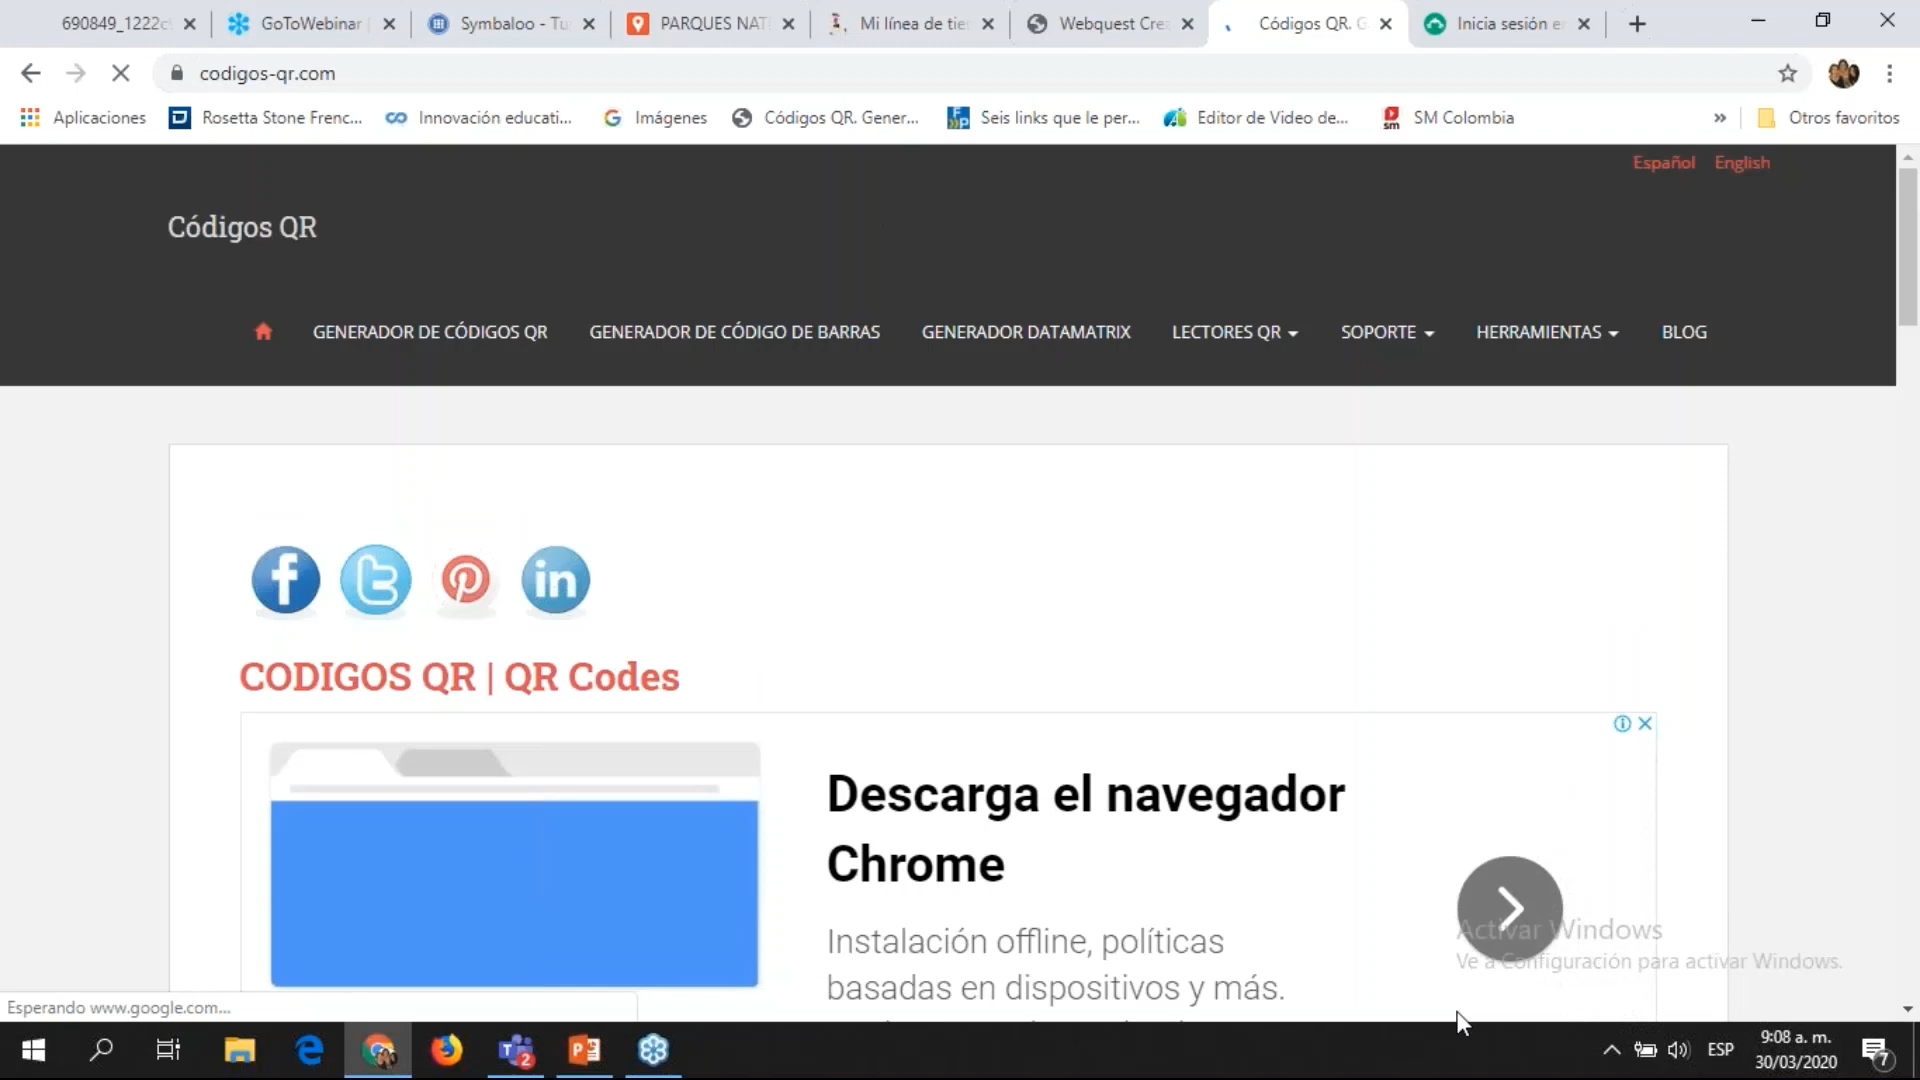 690849_1222c
GoToWebinar
Symbaloo - Tu
PARQUES NAT
Mi línea de tie
Webquest Cre
Códigos QR. G
Inicia sesión e
codigos-qr.com
Aplicaciones
Rosetta Stone Frenc...
Innovación educati...
Imágenes
Códigos QR. Gener...
Seis links que le per...
Editor de Video de...
SM Colombia
»
Otros favoritos
Español English
Códigos QR
GENERADOR DE CÓDIGOS QR GENERADOR DE CÓDIGO DE BARRAS GENERADOR DATAMATRIX LECTORES QR SOPORTE HERRAMIENTAS BLOG
CODIGOS QR | QR Codes
Descarga el navegador
Chrome
Instalación offline, políticas
basadas en dispositivos y más.
Activar Windows
Ve a Configuración para activar Windows.
Esperando www.google.com...
2
ESP
9:08 a. m.
30/03/2020
7